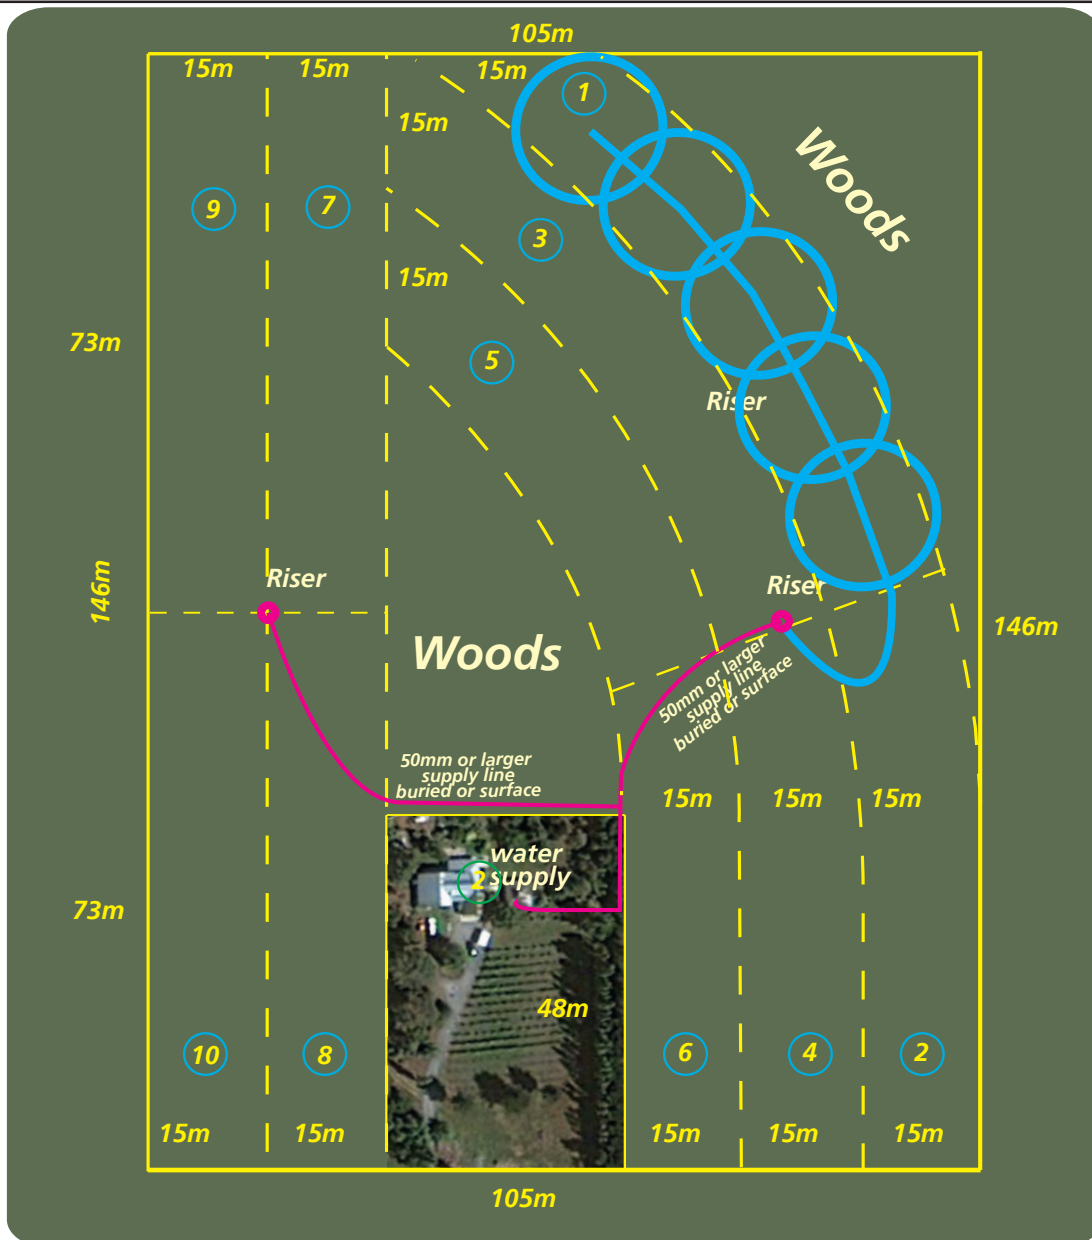 105m
15m
15m
15m
1
15m
Woods
9
7
3
15m
5
73m
Riser
Riser
Riser
146m
146m
Woods
50mm or larger
supply line
buried or surface
50mm or larger
supply line
buried or surface
15m
15m
15m
water
supply
2
73m
48m
10
8
6
4
2
15m
15m
15m
15m
15m
105m